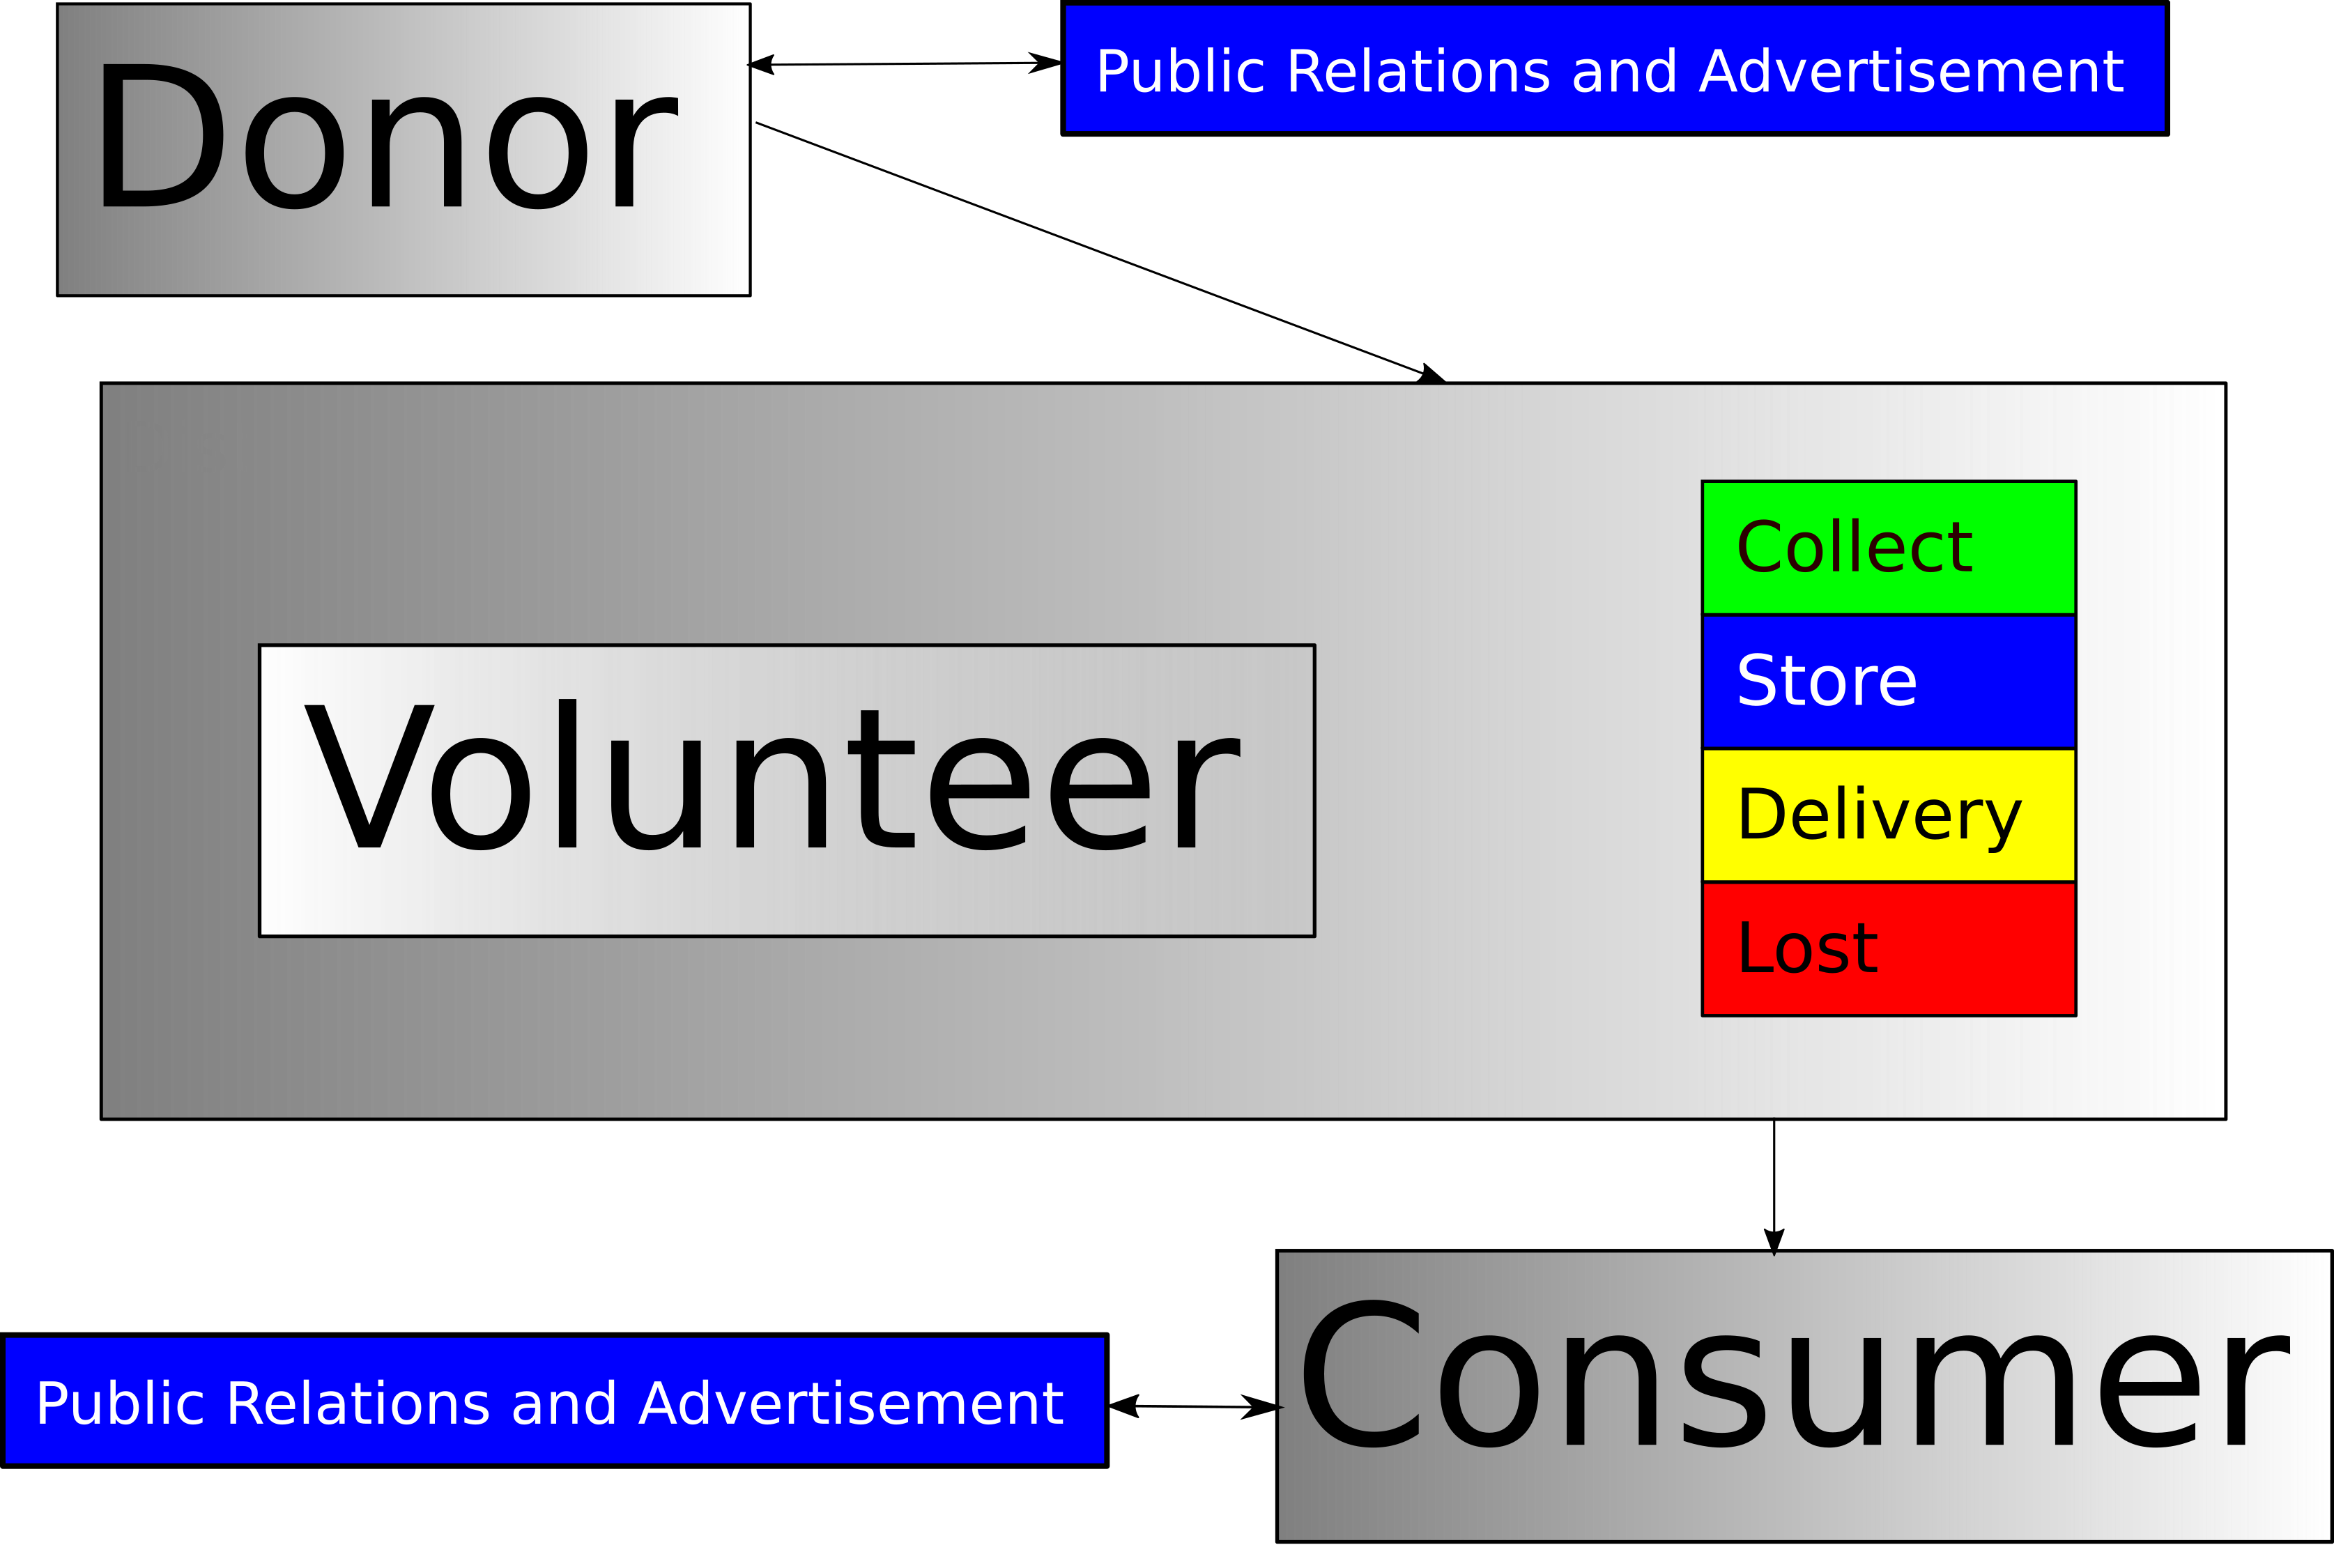 Donor
Public Relations and Advertisement
Collect
Store
Volunteer
Delivery
Lost
Public Relations and Advertisement
Consumer